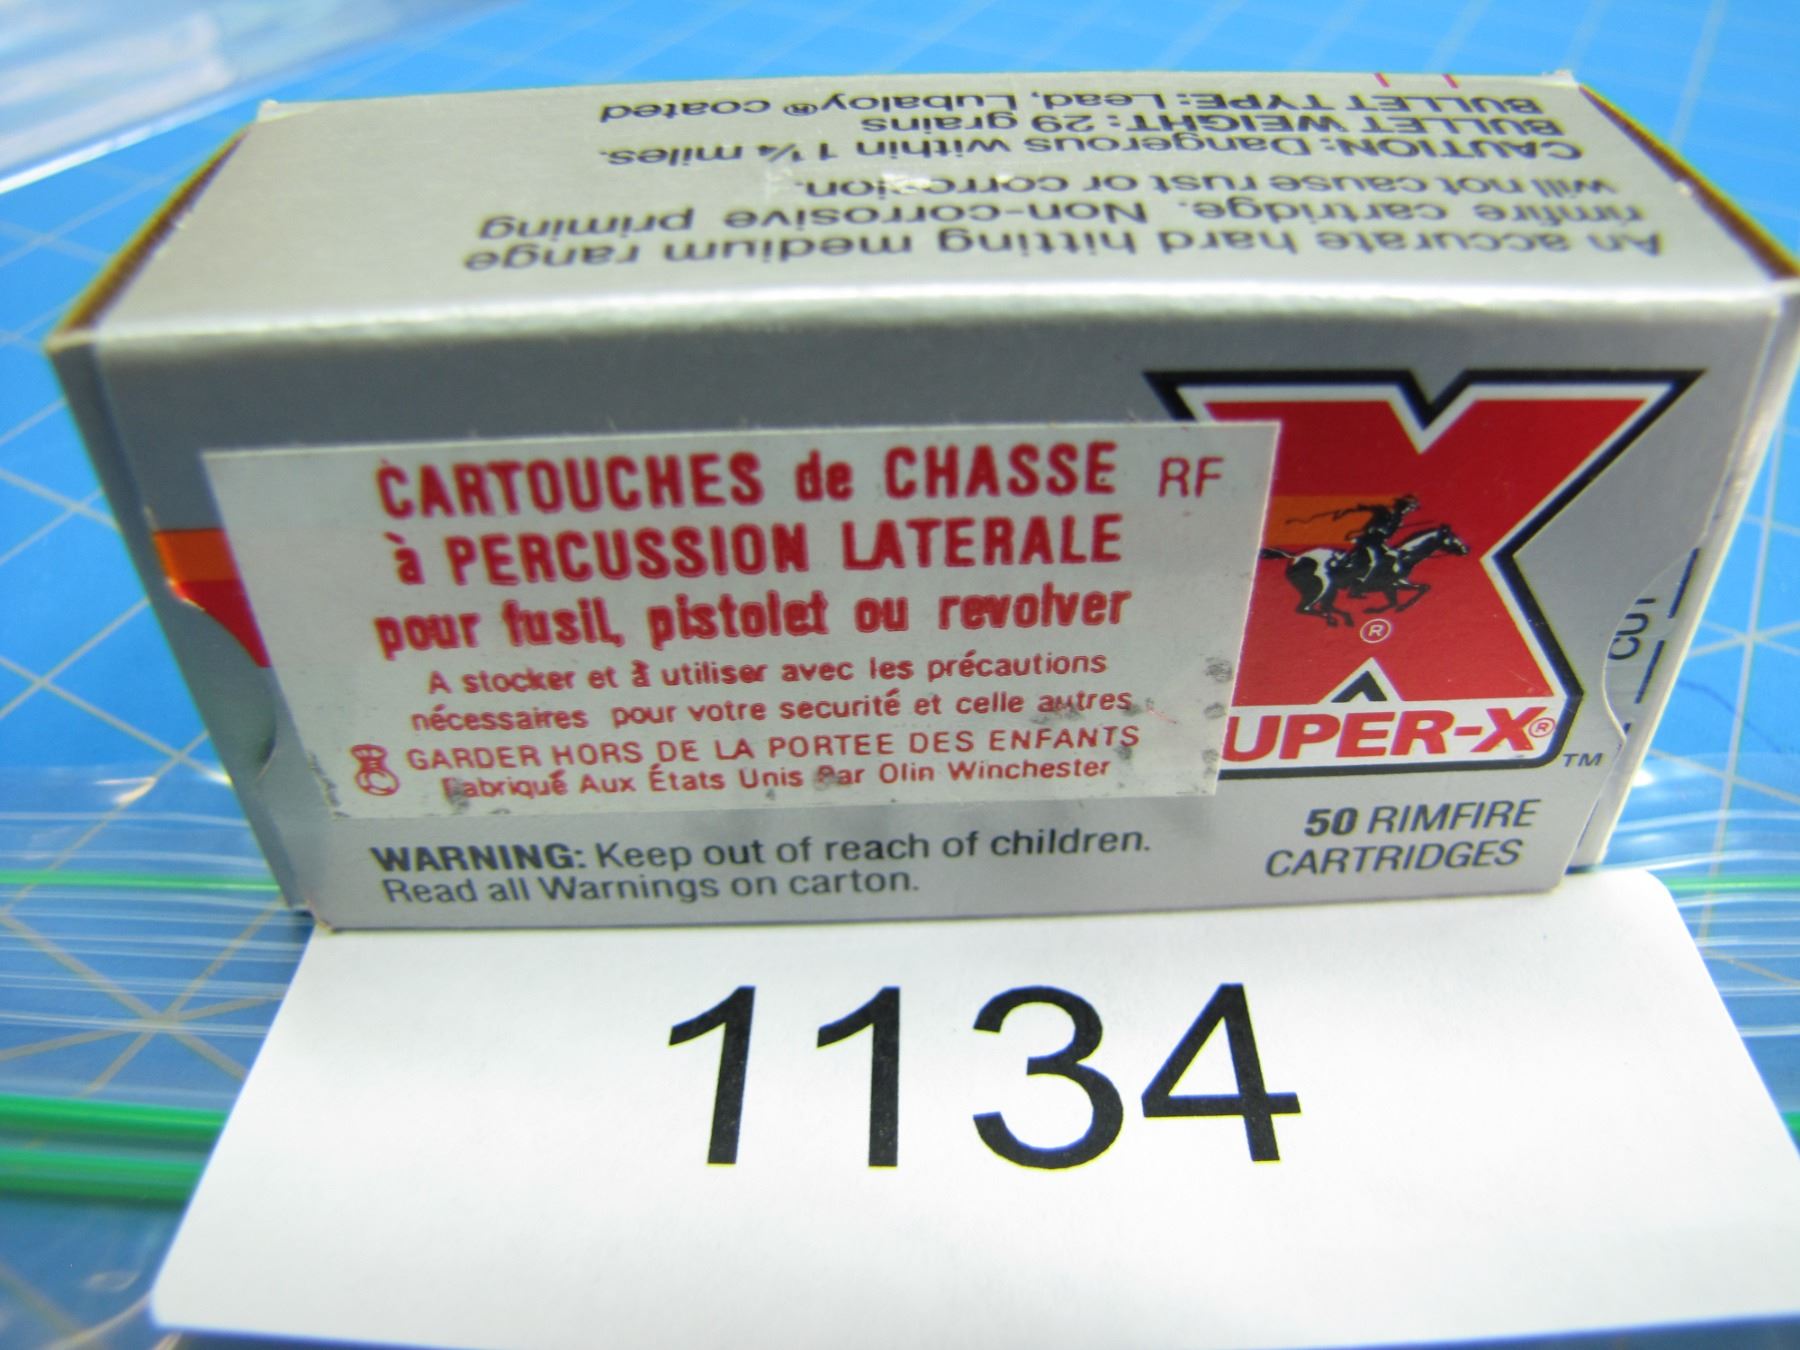 An accurate hard hitting medium range
rimfire cartridge. Non-corrosive priming
will not cause rust or corrosion.
CAUTION: Dangerous within 1 1/4 miles.
BULLET WEIGHT: 29 grains
BULLET TYPE: Lead, Lubaloy® coated
CARTOUCHES de CHASSE RF
à PERCUSSION LATERALE
pour fusil, pistolet ou revolver
A stocker et à utiliser avec les précautions
nécessaires pour votre securité et celle autres
GARDER HORS DE LA PORTEE DES ENFANTS
Fabriqué Aux États Unis Par Olin Winchester
X
®
UPER-X®
TM
CUT
50 RIMFIRE
CARTRIDGES
WARNING: Keep out of reach of children.
Read all Warnings on carton.
1134